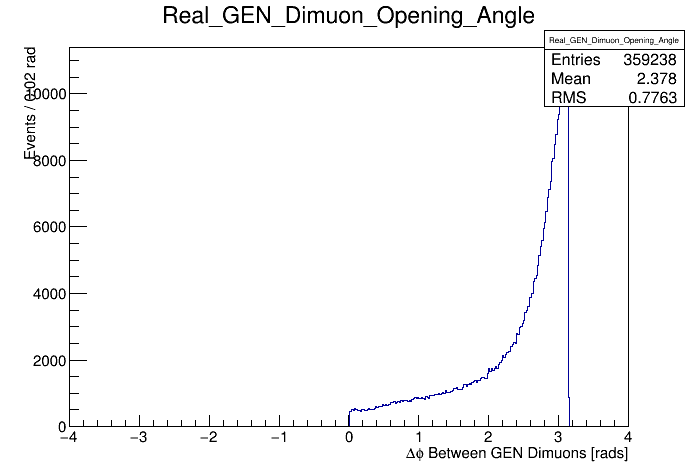 Real_GEN_Dimuon_Opening_Angle
Real_GEN_Dimuon_Opening_Angle
Entries 359238
Mean 2.378
RMS 0.7763
Events / 0.02 rad
10000
8000
6000
4000
2000
0
−4 −3 −2 −1 0 1 2 3 4
Δϕ Between GEN Dimuons [rads]